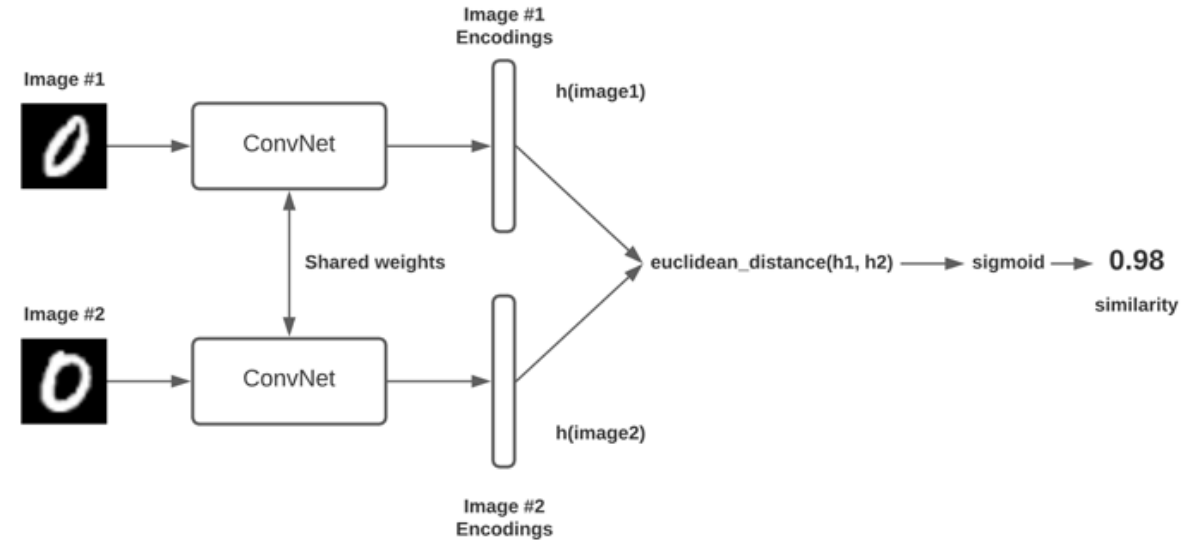 Image #1
Encodings
Image #1
h(image1)
ConvNet
Shared weights
euclidean_distance(h1, h2)
sigmoid
0.98
similarity
Image #2
ConvNet
h(image2)
Image #2
Encodings